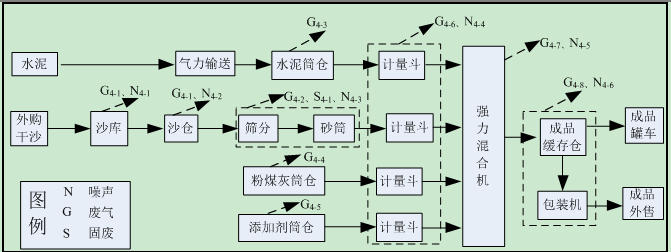 G4-3
G4-6、N4-4
G4-7、N4-5
水泥
气力输送
水泥筒仓
计量斗
G4-1、N4-1
G4-1、N4-2
G4-2、S4-1、N4-3
G4-8、N4-6
外购
干沙
沙库
沙仓
筛分
砂筒
计量斗
强力混合机
成品
缓存仓
成品
罐车
G4-4
粉煤灰筒仓
计量斗
包装机
成品
外售
G4-5
添加剂筒仓
计量斗
图例
N 噪声
G 废气
S 固废